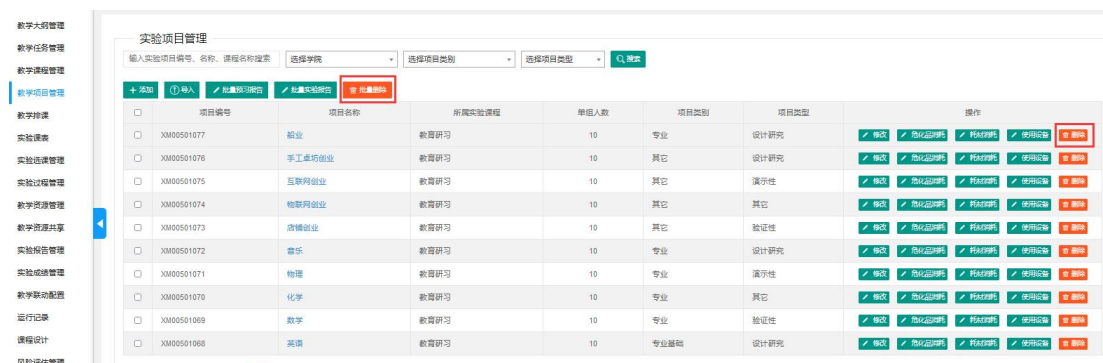 教学大纲管理
教学任务管理
教学课程管理
教学项目管理
教学排课
实验课表
实验选课管理
实验过程管理
教学资源管理
教学资源共享
实验报告管理
实验成绩管理
教学联动配置
运行记录
课程设计
风险评估管理
实验项目管理
输入实验项目编号、名称、课程名称搜索 选择学院 选择项目类别 选择项目类型 搜索
添加 导入 批量预习报告 批量实验报告 批量删除
项目编号 项目名称 所属实验课程 单组人数 项目类别 项目类型 操作
XM00501077 铝业 教育研习 10 专业 设计研究 修改 危化品消耗 耗材消耗 使用设备 删除
XM00501076 手工桌坊创业 教育研习 10 其它 设计研究 修改 危化品消耗 耗材消耗 使用设备 删除
XM00501075 互联网创业 教育研习 10 其它 演示性 修改 危化品消耗 耗材消耗 使用设备 删除
XM00501074 物联网创业 教育研习 10 其它 其它 修改 危化品消耗 耗材消耗 使用设备 删除
XM00501073 店铺创业 教育研习 10 其它 验证性 修改 危化品消耗 耗材消耗 使用设备 删除
XM00501072 音乐 教育研习 10 专业 设计研究 修改 危化品消耗 耗材消耗 使用设备 删除
XM00501071 物理 教育研习 10 专业 演示性 修改 危化品消耗 耗材消耗 使用设备 删除
XM00501070 化学 教育研习 10 专业 其它 修改 危化品消耗 耗材消耗 使用设备 删除
XM00501069 数学 教育研习 10 专业 验证性 修改 危化品消耗 耗材消耗 使用设备 删除
XM00501068 英语 教育研习 10 专业基础 设计研究 修改 危化品消耗 耗材消耗 使用设备 删除